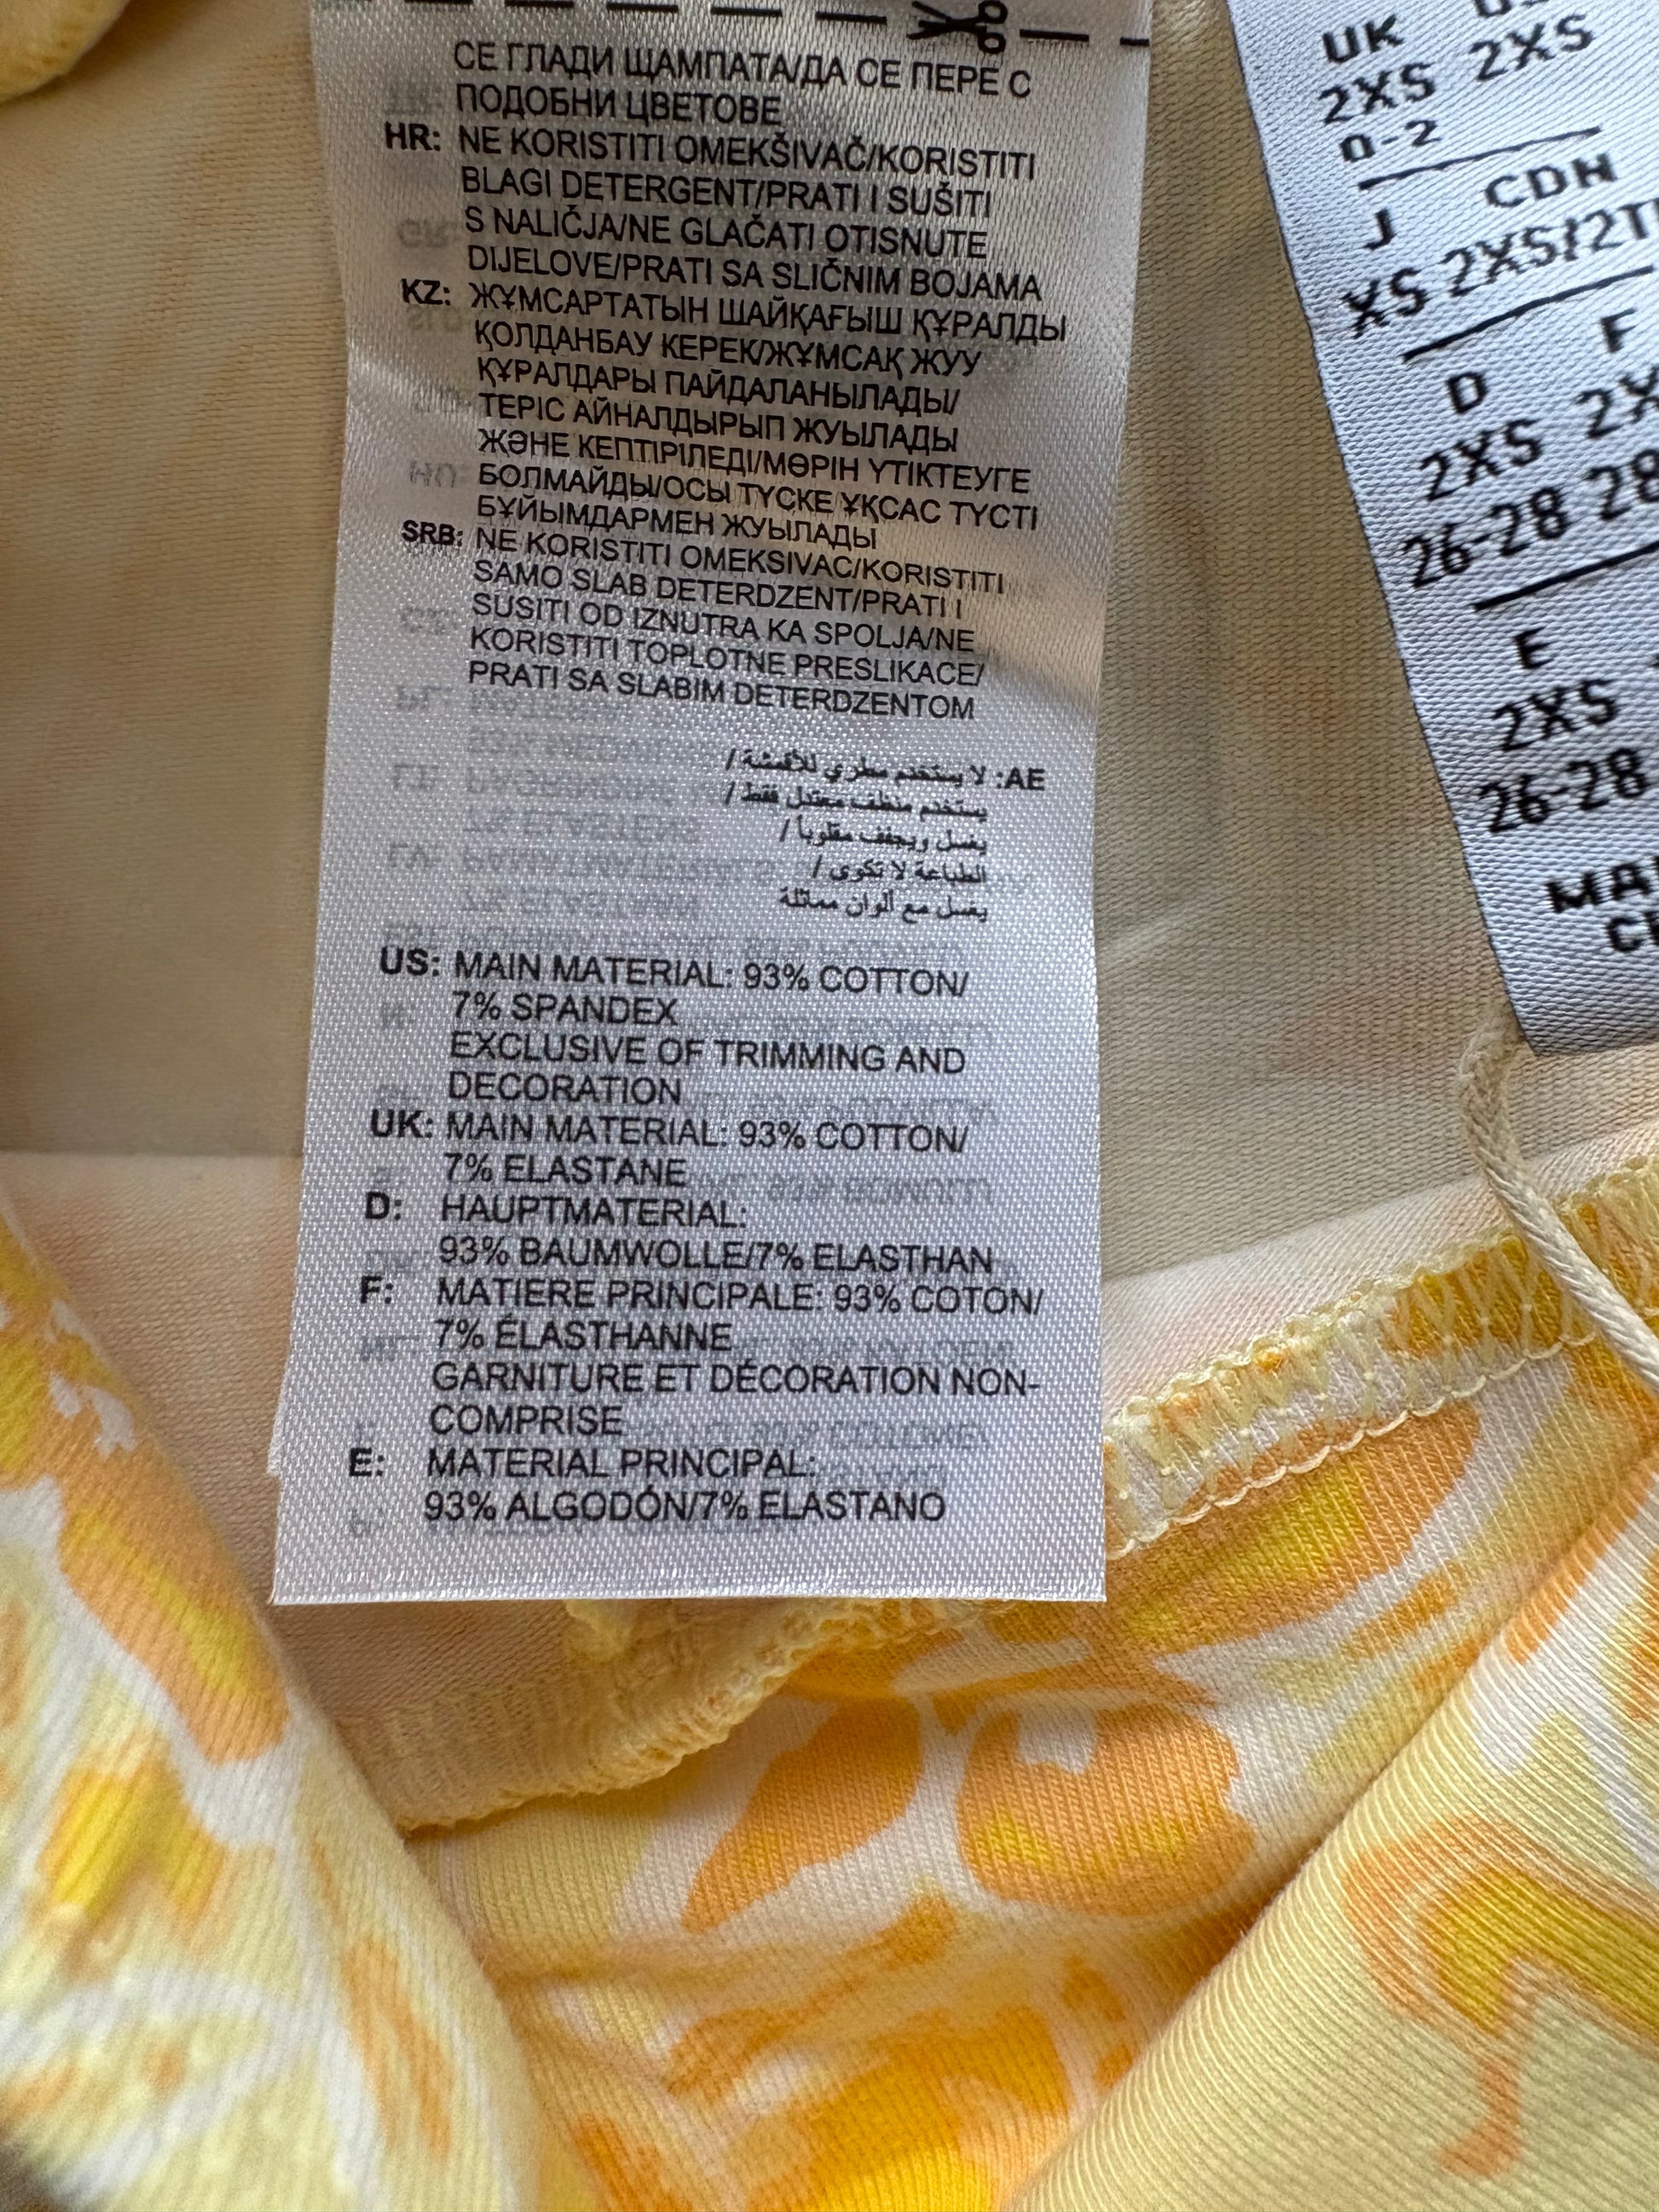 СЕ ГЛАДИ ЩАМПАТА/ДА СЕ ПЕРЕ С
ПОДОБНИ ЦВЕТОВЕ
HR: NE KORISTITI OMEKŠIVAČ/KORISTITI
BLAGI DETERGENT/PRATI I SUŠITI
S NALIČJA/NE GLAČATI OTISNUTE
DIJELOVE/PRATI SA SLIČNIM BOJAMA
KZ: ЖҰМСАРТАТЫН ШАЙҚАҒЫШ ҚҰРАЛДЫ
ҚОЛДАНБАУ КЕРЕК/ЖҰМСАҚ ЖУУ
ҚҰРАЛДАРЫ ПАЙДАЛАНЫЛАДЫ/
ТЕРІС АЙНАЛДЫРЫП ЖУЫЛАДЫ
ЖӘНЕ КЕПТІРІЛЕДІ/МӨРІН ҮТІКТЕУГЕ
БОЛМАЙДЫ/ОСЫ ТҮСКЕ ҰҚСАС ТҮСТІ
БҰЙЫМДАРМЕН ЖУЫЛАДЫ
SRB: NE KORISTITI OMEKSIVAC/KORISTITI
SAMO SLAB DETERDZENT/PRATI I
SUSITI OD IZNUTRA KA SPOLJA/NE
KORISTITI TOPLOTNE PRESLIKACE/
PRATI SA SLABIM DETERDZENTOM
AE: لا يستخدم مطري للأقمشة /
يستخدم منظف معتدل فقط /
يغسل ويجفف مقلوباً /
الطباعة لا تكوى /
يغسل مع ألوان مماثلة
US: MAIN MATERIAL: 93% COTTON/
7% SPANDEX
EXCLUSIVE OF TRIMMING AND
DECORATION
UK: MAIN MATERIAL: 93% COTTON/
7% ELASTANE
D: HAUPTMATERIAL:
93% BAUMWOLLE/7% ELASTHAN
F: MATIERE PRINCIPALE: 93% COTON/
7% ÉLASTHANNE
GARNITURE ET DÉCORATION NON-
COMPRISE
E: MATERIAL PRINCIPAL:
93% ALGODÓN/7% ELASTANO
UK
2XS 2XS
0-2
J CDN
XS 2XS/2T
D F
2XS 2X
26-28 28
E
2XS
26-28